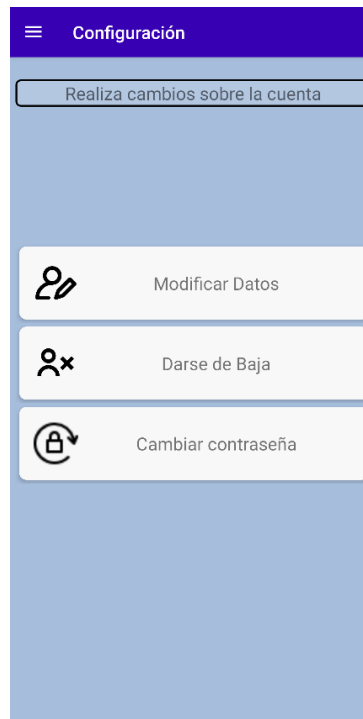 Configuración
Realiza cambios sobre la cuenta
Modificar Datos
Darse de Baja
Cambiar contraseña